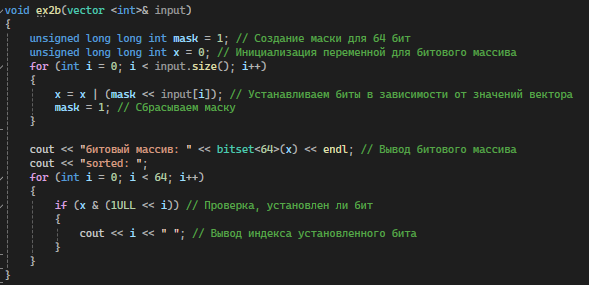 void ex2b(vector <int>& input)
{
    unsigned long long int mask = 1; // Создание маски для 64 бит
    unsigned long long int x = 0; // Инициализация переменной для битового массива
    for (int i = 0; i < input.size(); i++)
    {
        x = x | (mask << input[i]); // Устанавливаем биты в зависимости от значений вектора
        mask = 1; // Сбрасываем маску
    }

    cout << "битовый массив: " << bitset<64>(x) << endl; // Вывод битового массива
    cout << "sorted: ";
    for (int i = 0; i < 64; i++)
    {
        if (x & (1ULL << i)) // Проверка, установлен ли бит
        {
            cout << i << " "; // Вывод индекса установленного бита
        }
    }
}